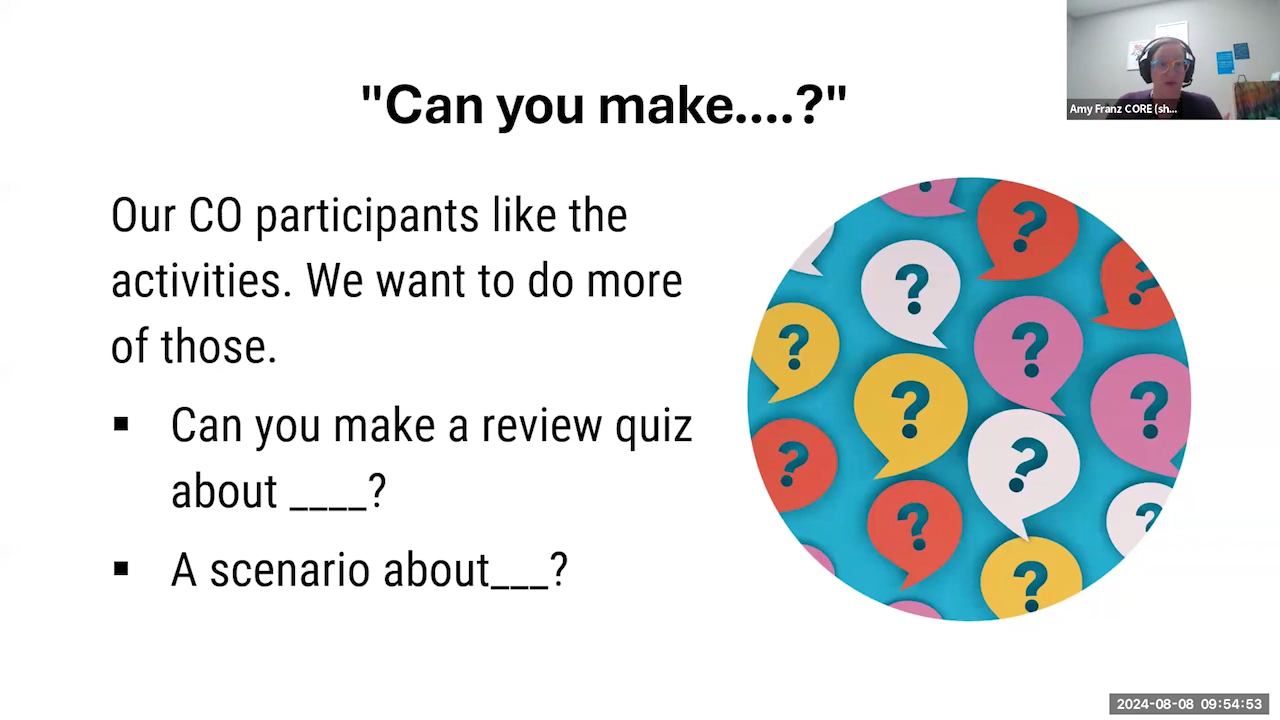 "Can you make....?"
Amy Franz CORE (sh...
Our CO participants like the
activities. We want to do more
of those.
▪ Can you make a review quiz
about ____?
▪ A scenario about___?
?
?
?
?
?
?
?
?
?
?
?
?
?
?
2024-08-08 09:54:53